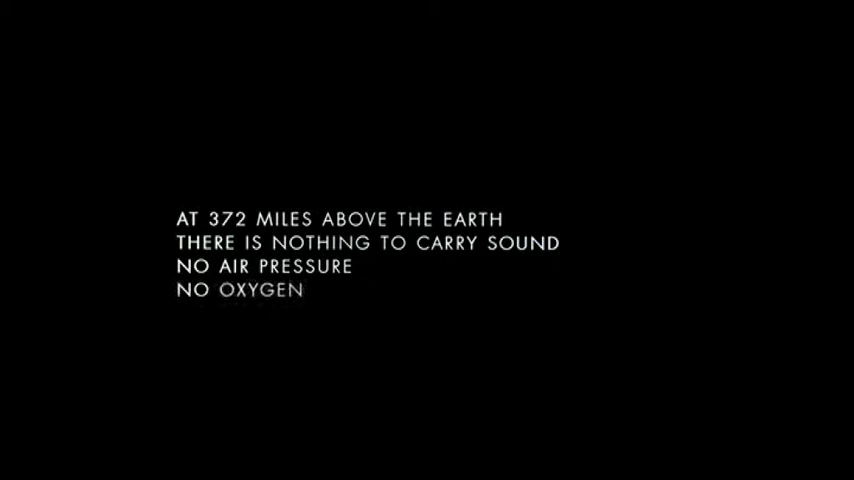 AT 372 MILES ABOVE THE EARTH
THERE IS NOTHING TO CARRY SOUND
NO AIR PRESSURE
NO OXYGEN